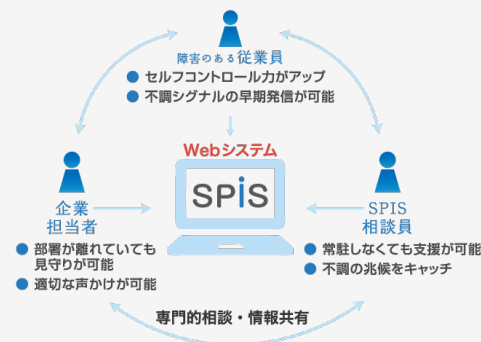 障害のある従業員
● セルフコントロール力がアップ
● 不調シグナルの早期発信が可能
Webシステム
SPiS
企業
担当者
● 部署が離れていても
見守りが可能
● 適切な声かけが可能
SPIS
相談員
● 常駐しなくても支援が可能
● 不調の兆候をキャッチ
専門的相談・情報共有